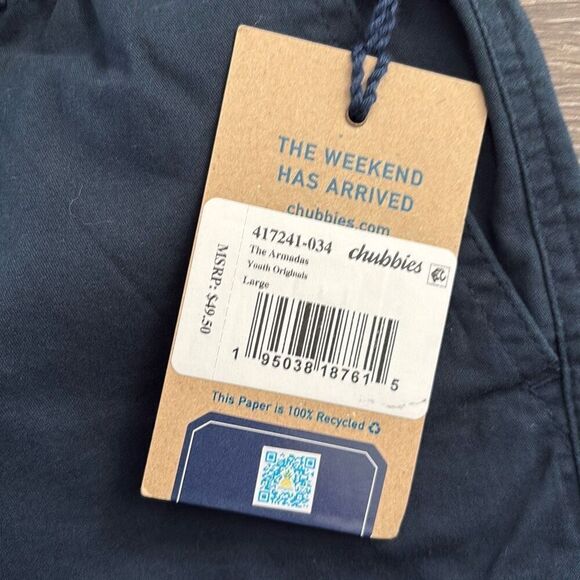 THE WEEKEND
HAS ARRIVED
chubbies.com
417241-034
chubbies
The Armadas
Youth Originals
Large
MSRP: $49.50
1 95038 18761 5
This Paper is 100% Recycled